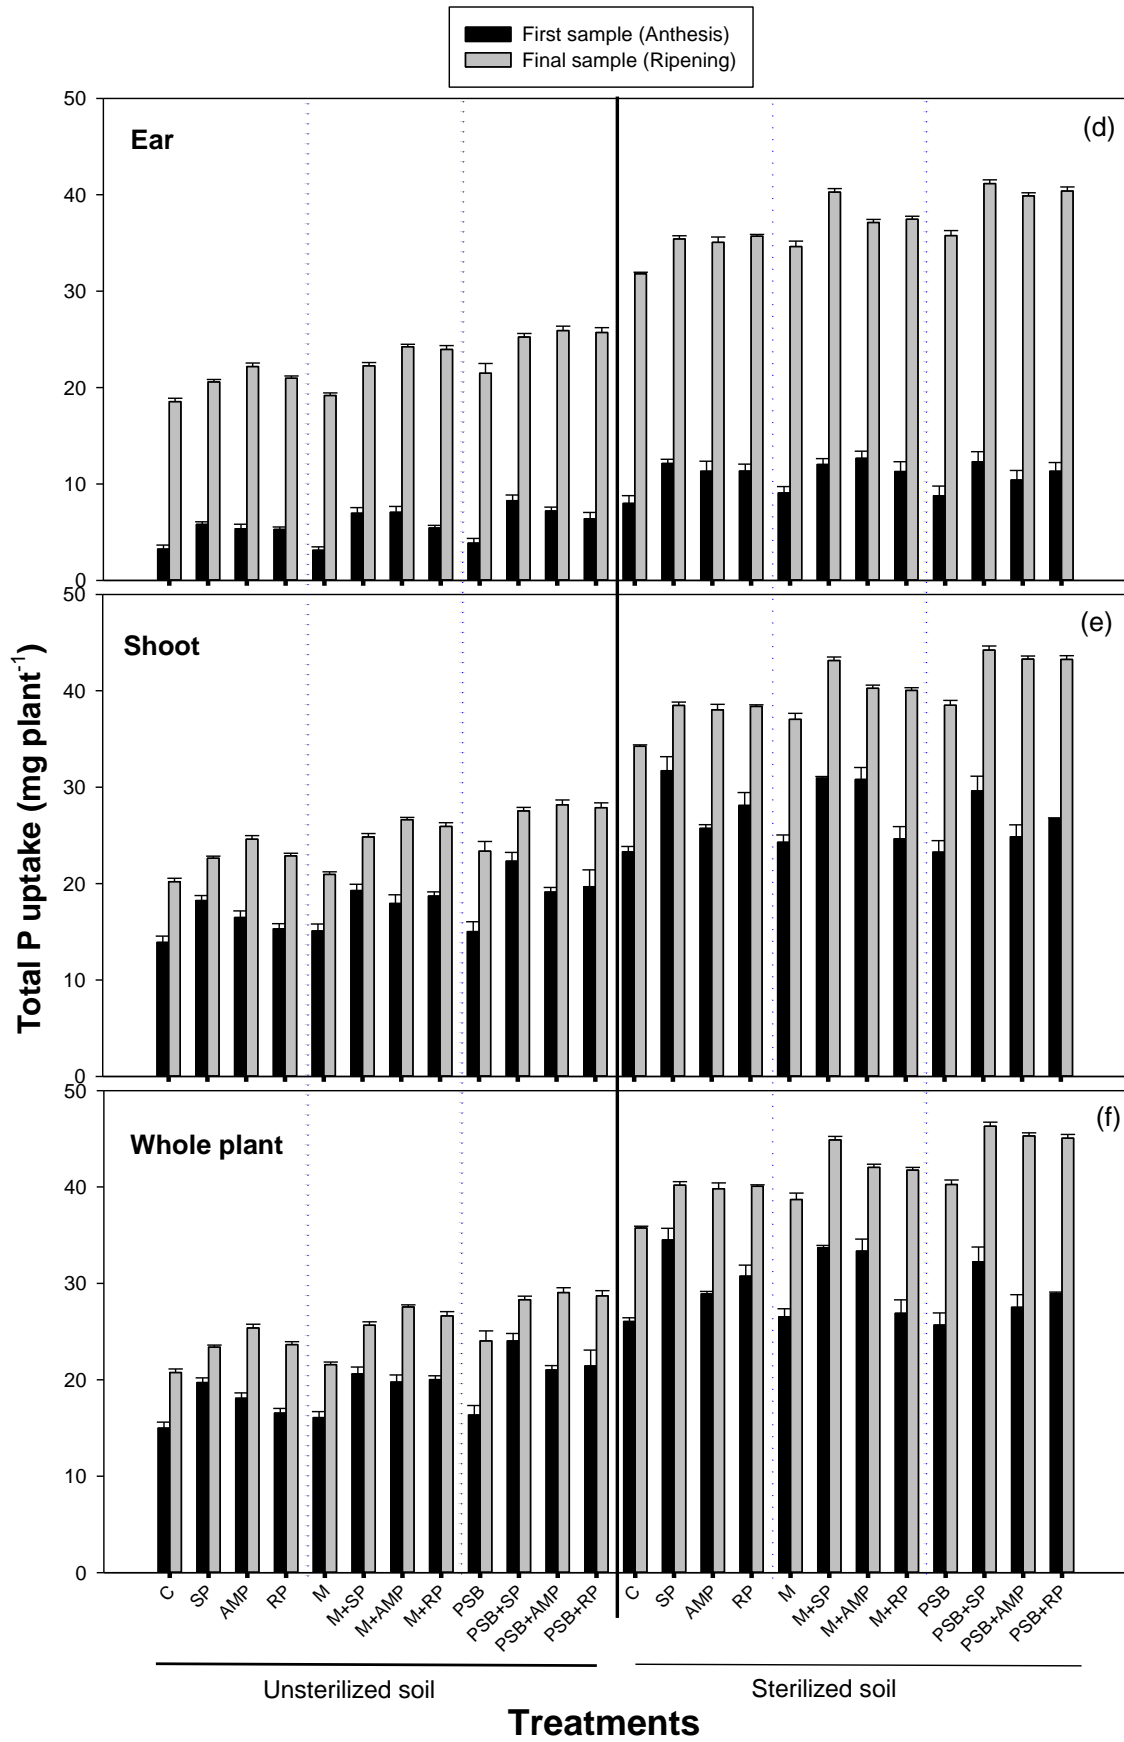 First sample (Anthesis)
Final sample (Ripening)
Total P uptake (mg plant-1)
50
40
30
20
10
0
Ear
(d)
50
40
30
20
10
0
Shoot
(e)
50
40
30
20
10
0
Whole plant
(f)
C SP AMP RP M M+SP M+AMP M+RP PSB PSB+SP PSB+AMP PSB+RP C SP AMP RP M M+SP M+AMP M+RP PSB PSB+SP PSB+AMP PSB+RP
Unsterilized soil Sterilized soil
Treatments